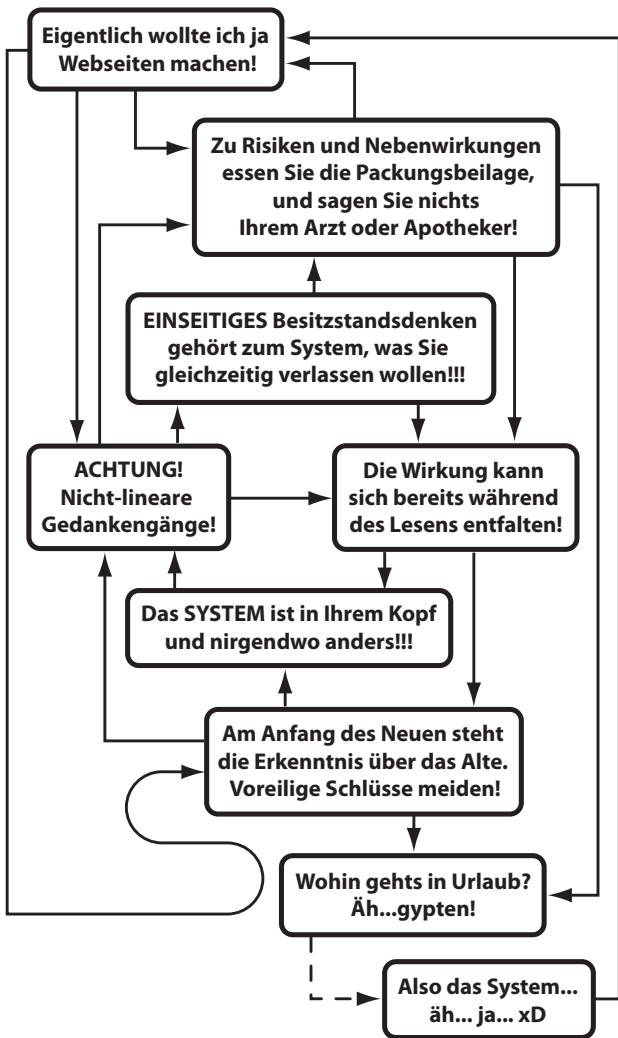 Eigentlich wollte ich ja
Webseiten machen!
Zu Risiken und Nebenwirkungen
essen Sie die Packungsbeilage,
und sagen Sie nichts
Ihrem Arzt oder Apotheker!
EINSEITIGES Besitzstandsdenken
gehört zum System, was Sie
gleichzeitig verlassen wollen!!!
ACHTUNG!
Nicht-lineare
Gedankengänge!
Die Wirkung kann
sich bereits während
des Lesens entfalten!
Das SYSTEM ist in Ihrem Kopf
und nirgendwo anders!!!
Am Anfang des Neuen steht
die Erkenntnis über das Alte.
Voreilige Schlüsse meiden!
Wohin gehts in Urlaub?
Äh...gypten!
Also das System...
äh... ja... xD